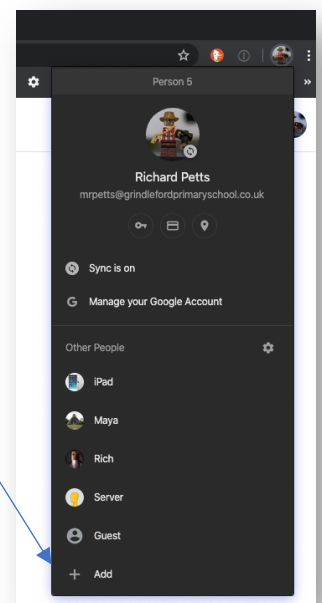 Person 5
Richard Petts
mrpetts@grindlefordprimaryschool.co.uk
Sync is on
G Manage your Google Account
Other People
iPad
Maya
Rich
Server
Guest
+ Add